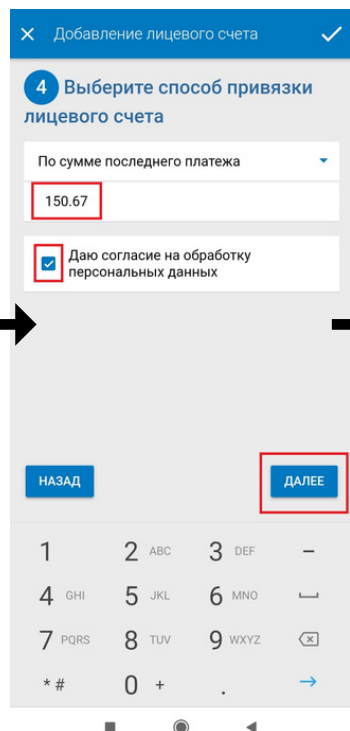 Добавление лицевого счета
4 Выберите способ привязки
лицевого счета
По сумме последнего платежа
150.67
Даю согласие на обработку
персональных данных
НАЗАД
ДАЛЕЕ
1 2 ABC 3 DEF –
4 GHI 5 JKL 6 MNO
7 PQRS 8 TUV 9 WXYZ
* # 0 + .